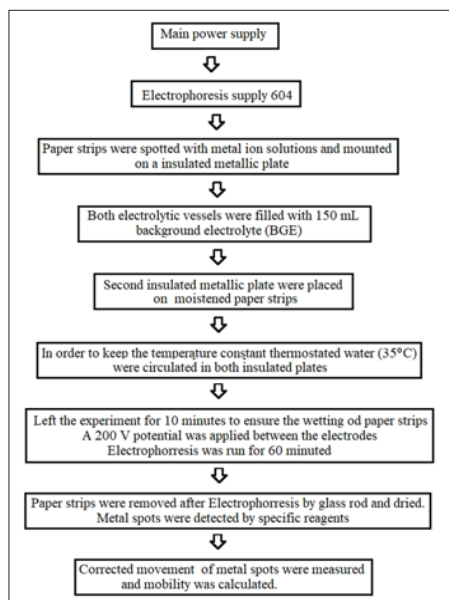 Main power supply
Electrophoresis supply 604
Paper strips were spotted with metal ion solutions and mounted
on a insulated metallic plate
Both electrolytic vessels were filled with 150 mL
background electrolyte (BGE)
Second insulated metallic plate were placed
on moistened paper strips
In order to keep the temperature constant thermostated water (35°C)
were circulated in both insulated plates
Left the experiment for 10 minutes to ensure the wetting od paper strips
A 200 V potential was applied between the electrodes
Electrophorresis was run for 60 minuted
Paper strips were removed after Electrophorresis by glass rod and dried.
Metal spots were detected by specific reagents
Corrected movement of metal spots were measured
and mobility was calculated.